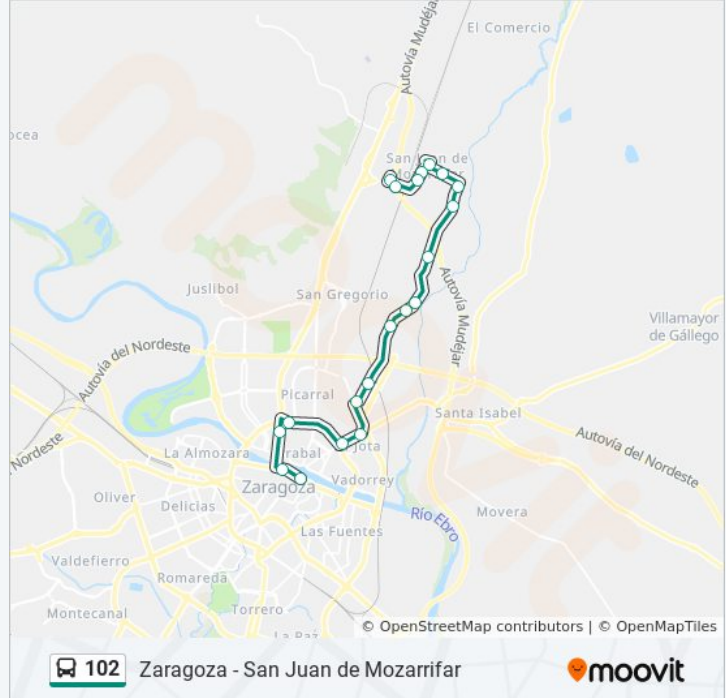 El Comercio
Autovía Mudéjar
ocea
San Juan de
Juslibol
San Gregorio
Autovía Mudéjar
Villamayor
de Gállego
Autovía del Nordeste
Picarral
Santa Isabel
Autovía del Nordeste
Nordeste
La Almozara
Jota
Zaragoza
Vadorrey
Oliver
Delicias
Río Ebro
Movera
Las Fuentes
Valdefierro
Romareda
Montecanal
Torrero
La Paz
© OpenStreetMap contributors | © OpenMapTiles
102 Zaragoza - San Juan de Mozarrifar
moovit